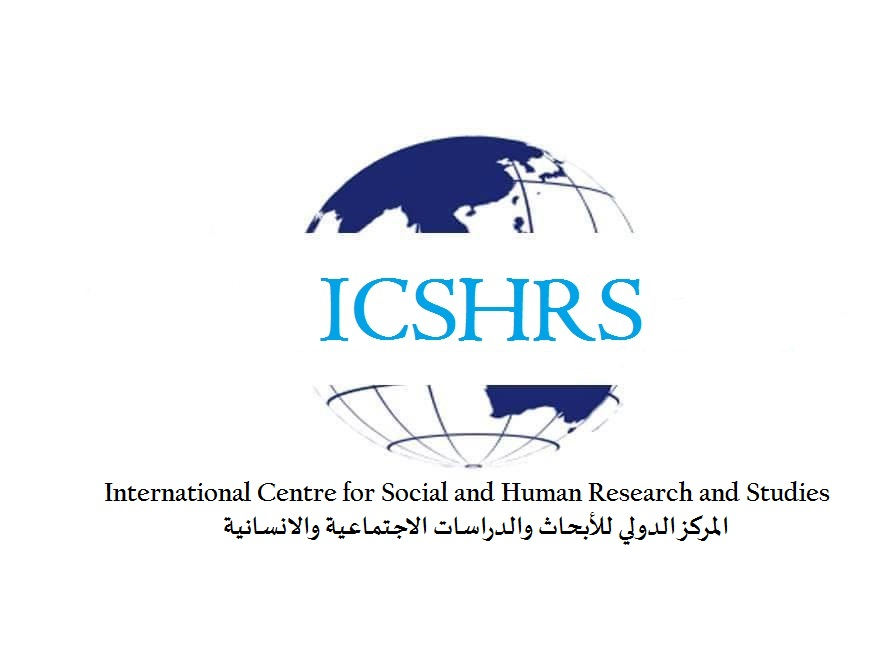 ICSHRS
International Centre for Social and Human Research and Studies
المركز الدولي للأبحاث والدراسات الاجتماعية والانسانية